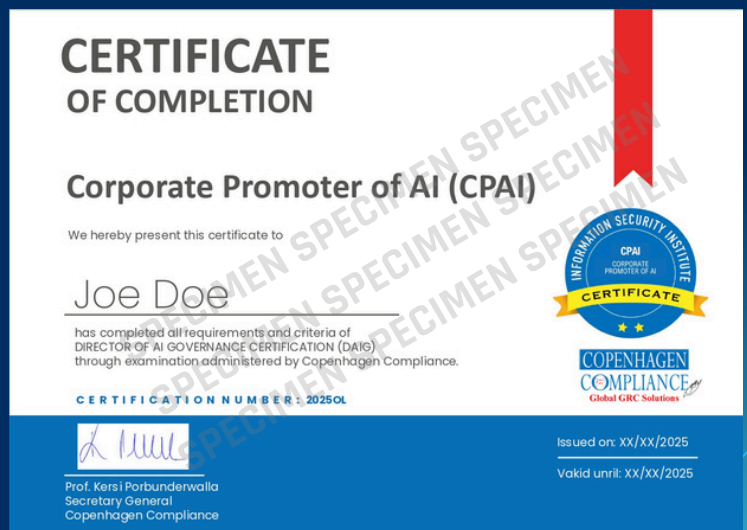 CERTIFICATE
OF COMPLETION
Corporate Promoter of AI (CPAI)
We hereby present this certificate to
Joe Doe
has completed all requirements and criteria of
DIRECTOR OF AI GOVERNANCE CERTIFICATION (DAIG)
through examination administered by Copenhagen Compliance.
CERTIFICATION NUMBER: 2025OL
SPECIMEN SPECIMEN SPECIMEN
SPECIMEN SPECIMEN SPECIMEN
SPECIMEN SPECIMEN SPECIMEN
INFORMATION SECURITY INSTITUTE
CPAI
CORPORATE
PROMOTER OF AI
CERTIFICATE
COPENHAGEN
COMPLIANCE
Global GRC Solutions
Prof. Kersi Porbunderwalla
Secretary General
Copenhagen Compliance
Issued on: XX/XX/2025
Vakid unril: XX/XX/2025